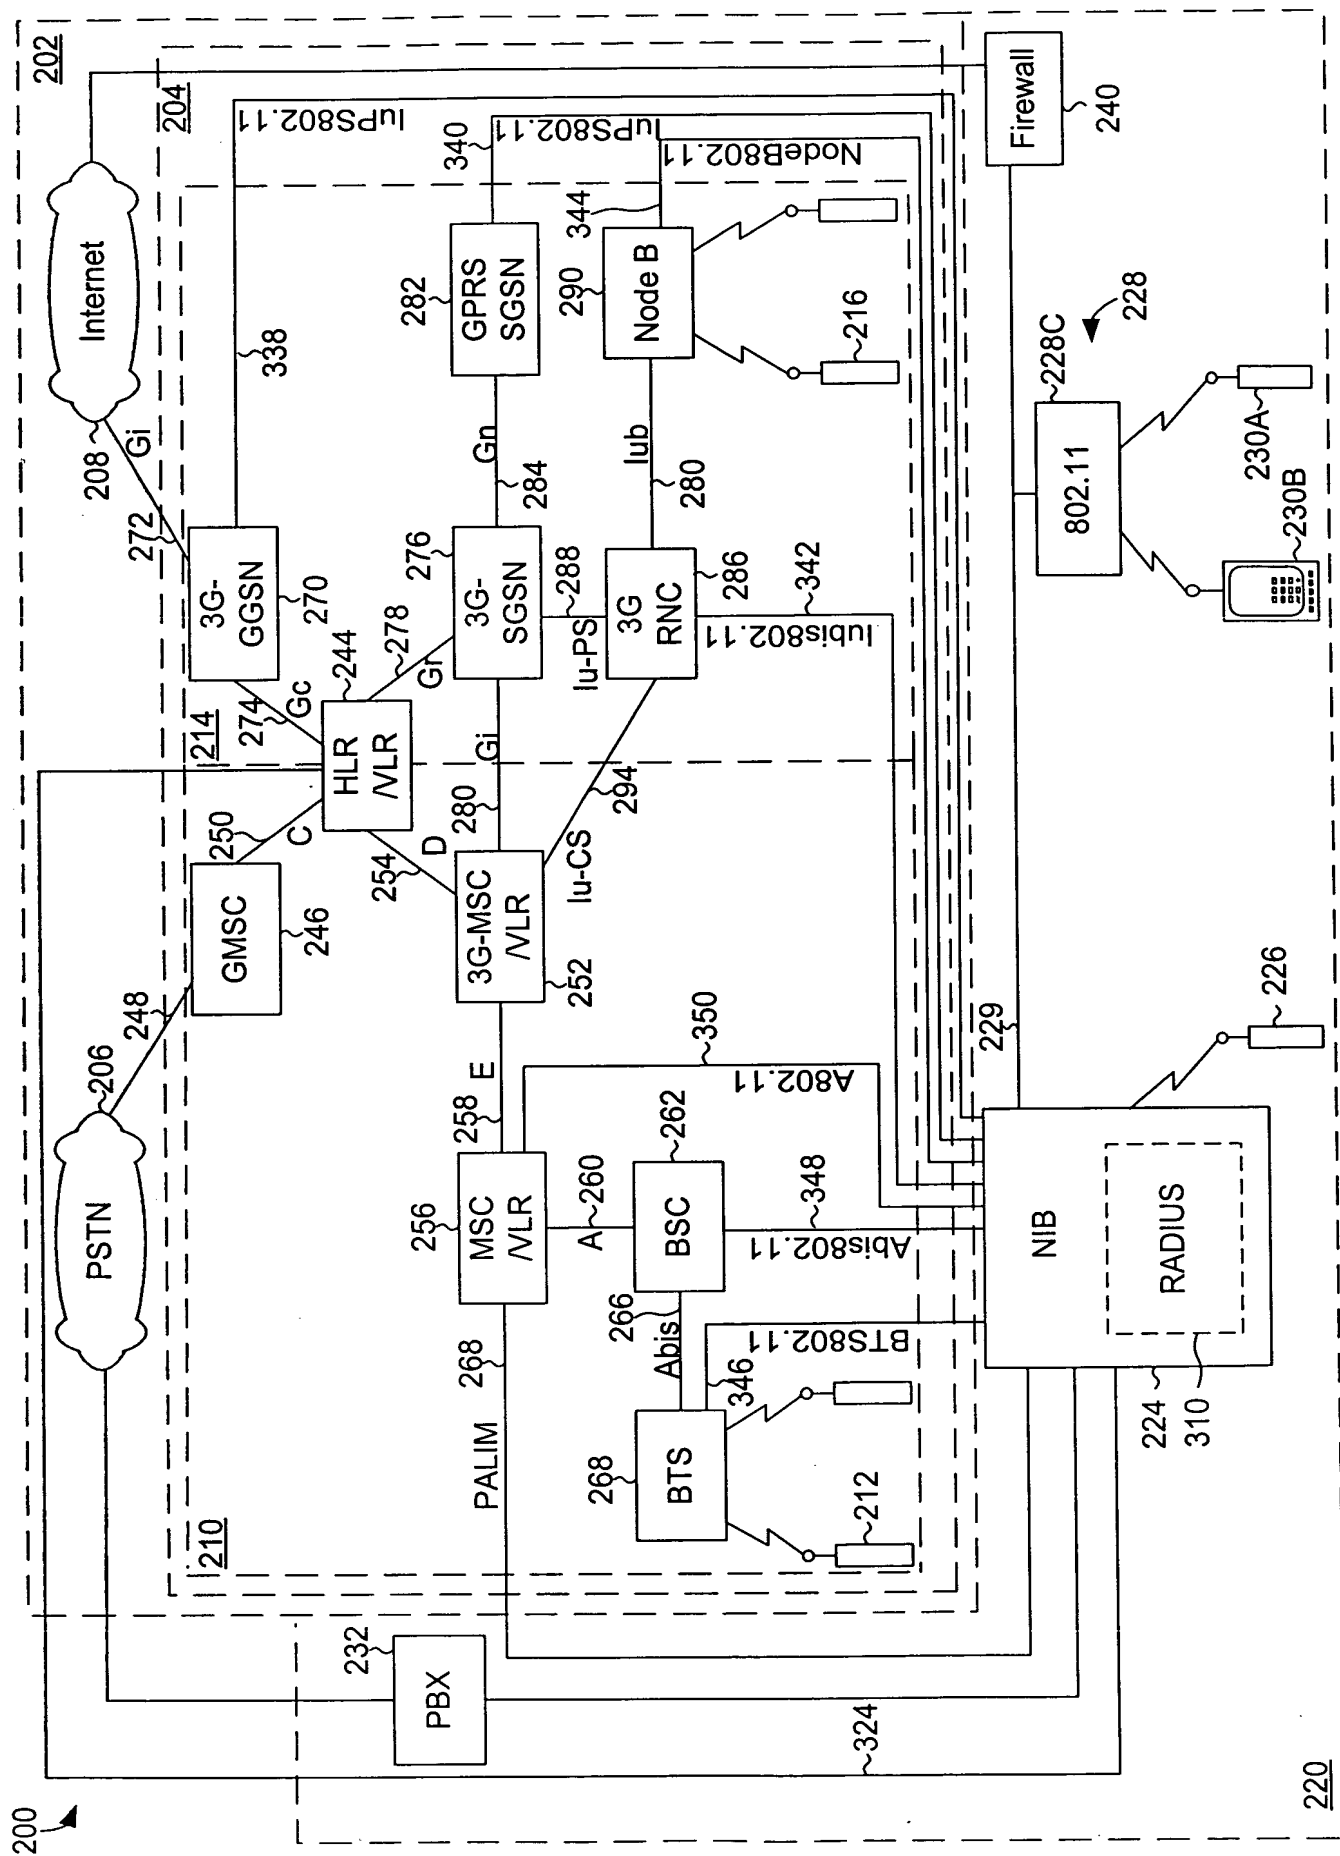 200
202
206
PSTN
208
Internet
248
272
Gi
204
210
214
GMSC
246
250
C
274
Gc
3G-
GGSN
270
338
IuPS802.11
232
PBX
HLR
/VLR
244
254
D
278
Gr
PALIM
268
256
MSC
/VLR
258
E
3G-MSC
/VLR
252
280
Gi
276
3G-
SGSN
284
Gn
282
GPRS
SGSN
340
IuPS802.11
A
260
Iu-CS
294
Iu-PS
288
268
BTS
Abis
266
BSC
262
3G
RNC
286
Iub
280
290
Node B
344
NodeB802.11
346
BTS802.11
Abis802.11
348
A802.11
350
Iubis802.11
342
212
216
324
224
310
NIB
RADIUS
229
226
802.11
228C
228
230B
230A
Firewall
240
220